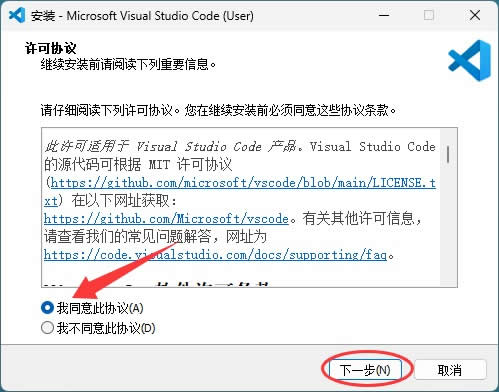 安装 - Microsoft Visual Studio Code (User)
许可协议
继续安装前请阅读下列重要信息。
请仔细阅读下列许可协议。您在继续安装前必须同意这些协议条款。
此许可适用于 Visual Studio Code 产品。Visual Studio Code
的源代码可根据 MIT 许可协议
(https://github.com/microsoft/vscode/blob/main/LICENSE.t
xt) 在以下网址获取:
https://github.com/Microsoft/vscode。有关其他许可信息，
请查看我们的常见问题解答，网址为
https://code.visualstudio.com/docs/supporting/faq。
我同意此协议(A)
我不同意此协议(D)
下一步(N)
取消